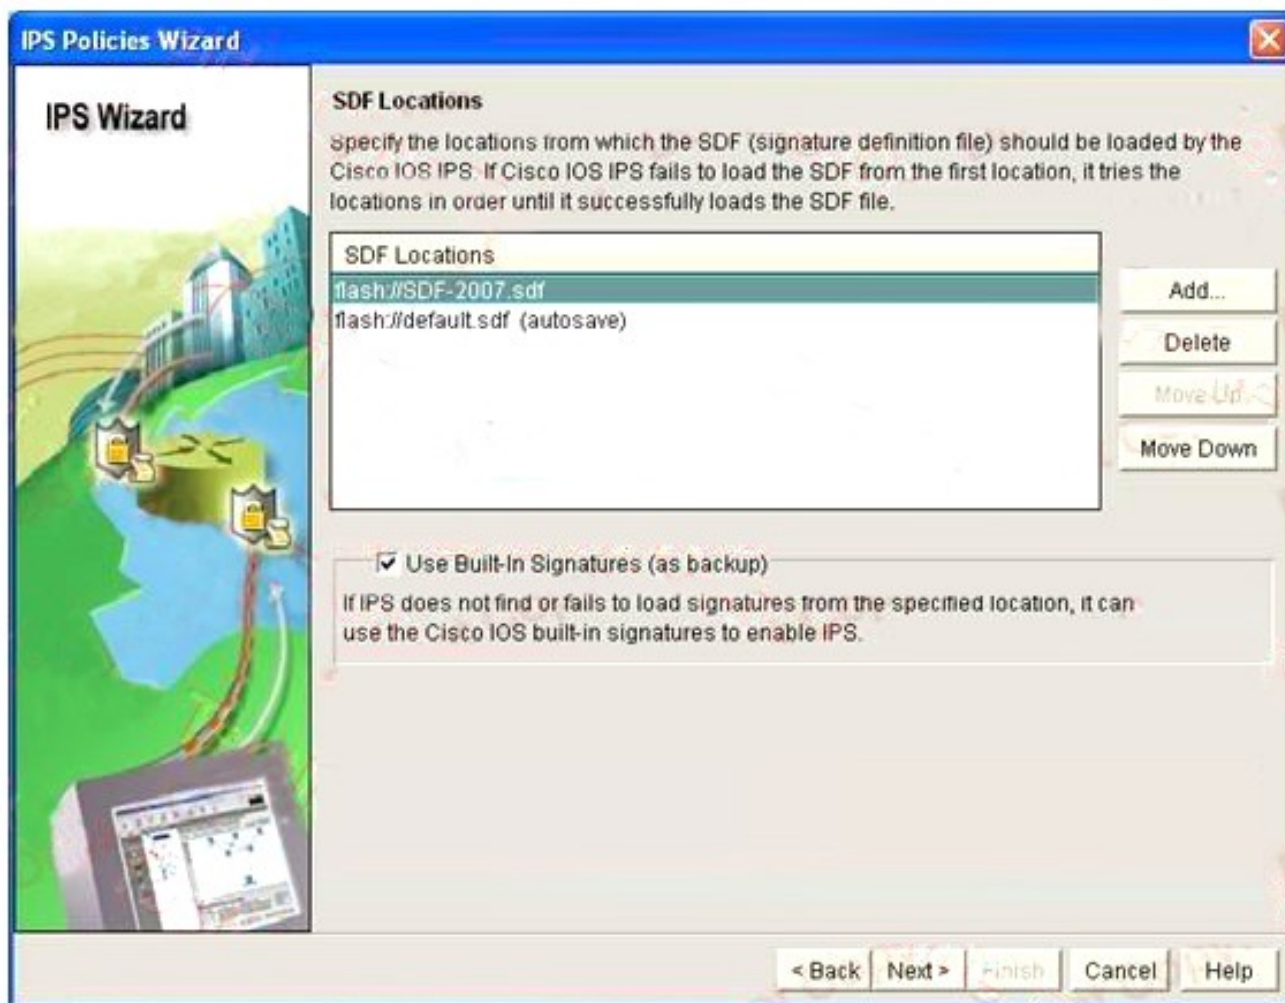 IPS Policies Wizard
IPS Wizard
SDF Locations
Specify the locations from which the SDF (signature definition file) should be loaded by the
Cisco IOS IPS. If Cisco IOS IPS fails to load the SDF from the first location, it tries the
locations in order until it successfully loads the SDF file.
SDF Locations
flash://SDF-2007.sdf
flash://default.sdf (autosave)
Add...
Delete
Move Up
Move Down
Use Built-In Signatures (as backup)
If IPS does not find or fails to load signatures from the specified location, it can
use the Cisco IOS built-in signatures to enable IPS.
< Back
Next >
Finish
Cancel
Help